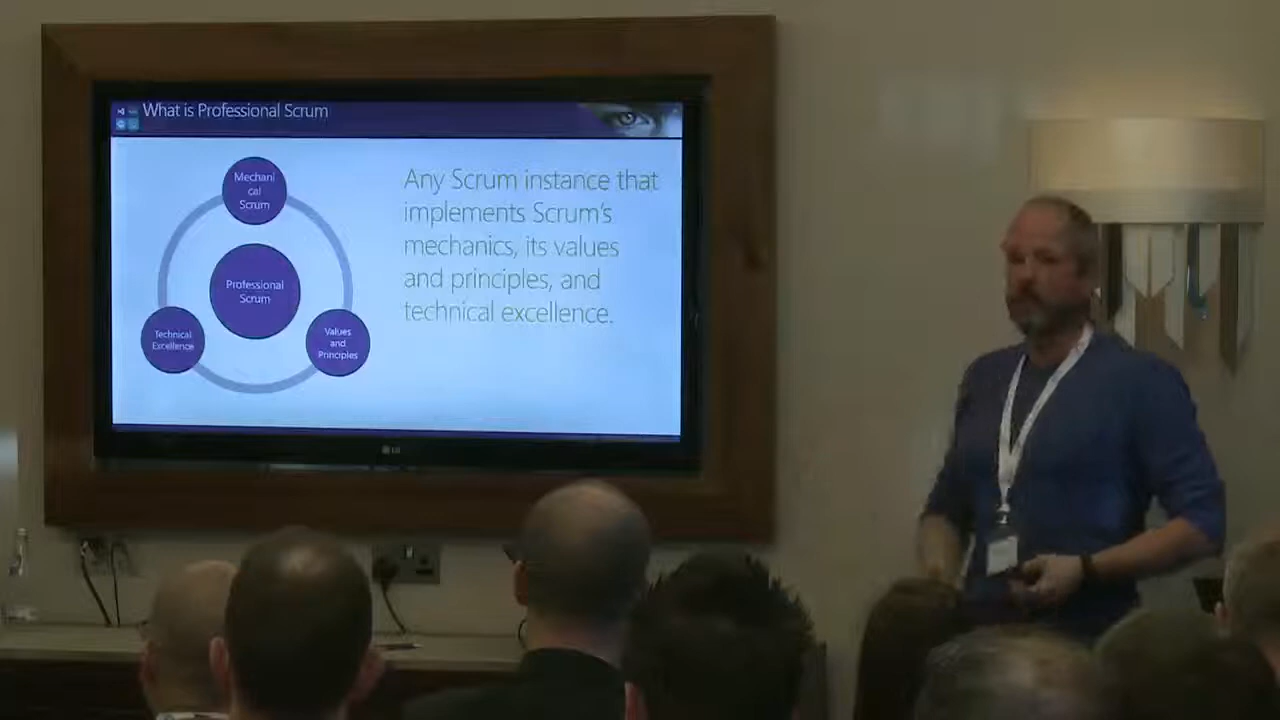 What is Professional Scrum
Mechani
cal
Scrum
Professional
Scrum
Technical
Excellence
Values
and
Principles
Any Scrum instance that
implements Scrum's
mechanics, its values
and principles, and
technical excellence.
LG